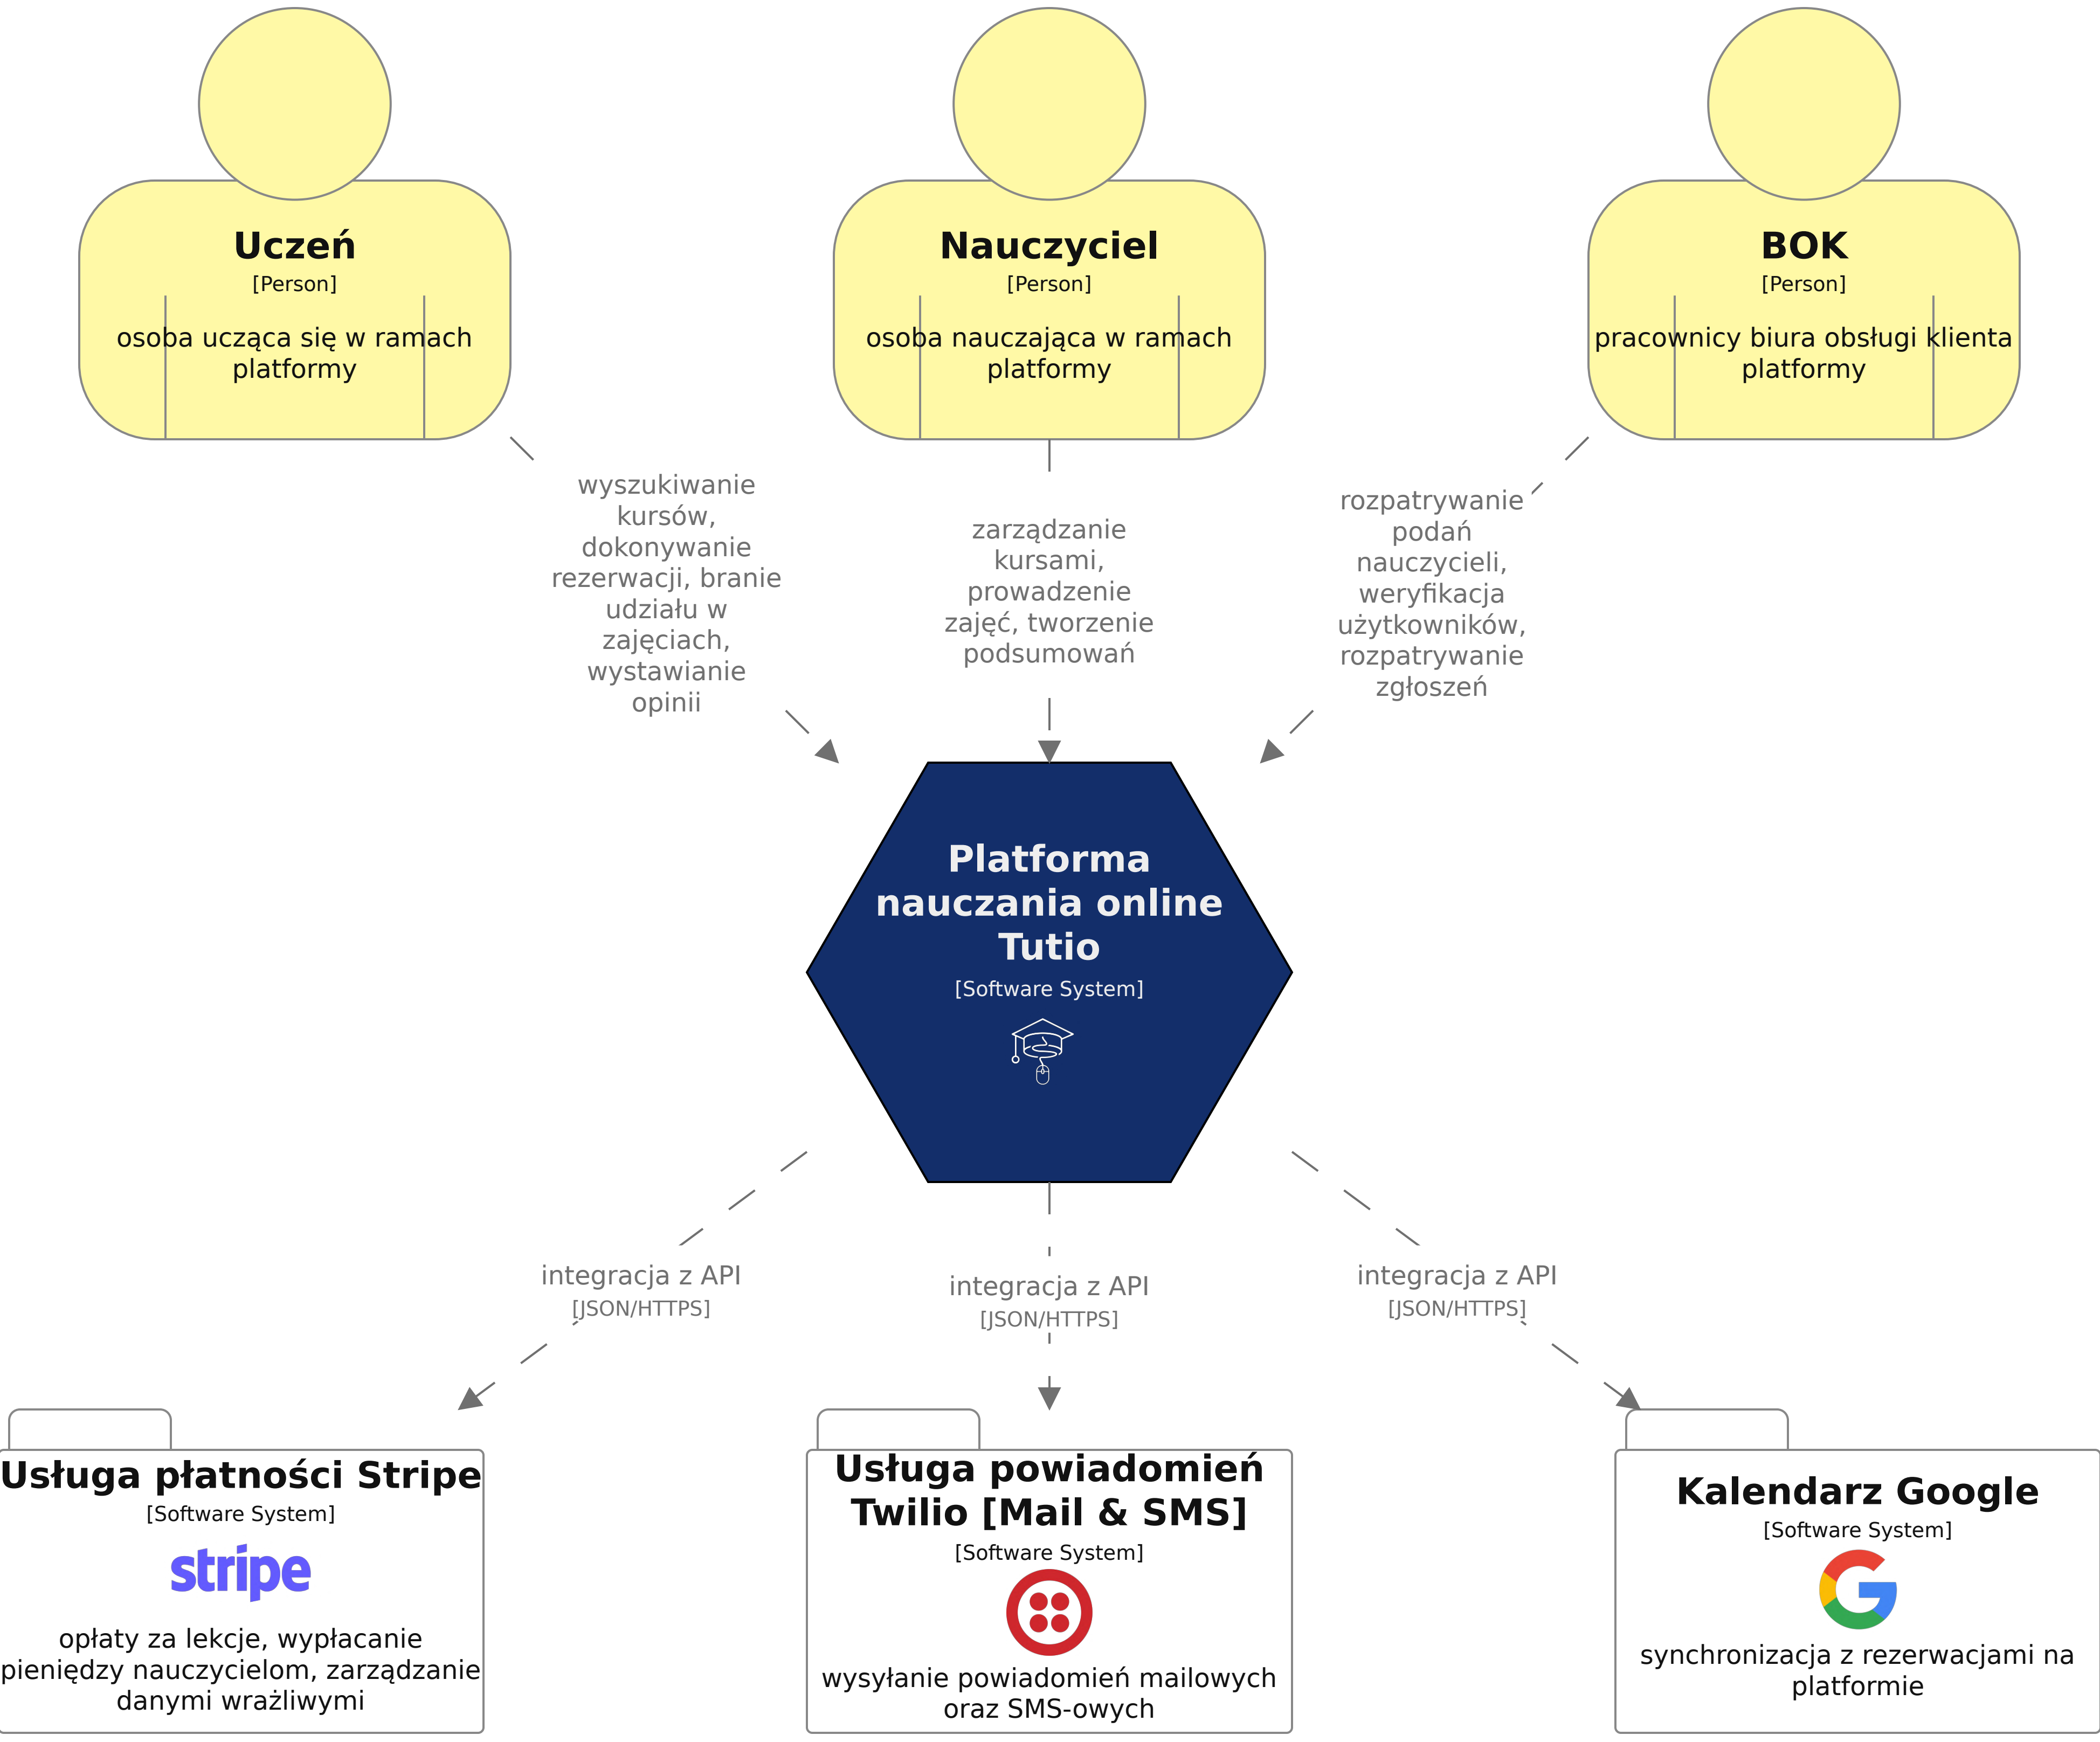 Uczeń
[Person]
osoba ucząca się w ramach
platformy
Nauczyciel
[Person]
osoba nauczająca w ramach
platformy
BOK
[Person]
pracownicy biura obsługi klienta
platformy
wyszukiwanie
kursów,
dokonywanie
rezerwacji, branie
udziału w
zajęciach,
wystawianie
opinii
zarządzanie
kursami,
prowadzenie
zajęć, tworzenie
podsumowań
rozpatrywanie
podań
nauczycieli,
weryfikacja
użytkowników,
rozpatrywanie
zgłoszeń
Platforma
nauczania online
Tutio
[Software System]
integracja z API
[JSON/HTTPS]
integracja z API
[JSON/HTTPS]
integracja z API
[JSON/HTTPS]
Usługa płatności Stripe
[Software System]
stripe
opłaty za lekcje, wypłacanie
pieniędzy nauczycielom, zarządzanie
danymi wrażliwymi
Usługa powiadomień
Twilio [Mail & SMS]
[Software System]
wysyłanie powiadomień mailowych
oraz SMS-owych
Kalendarz Google
[Software System]
G
synchronizacja z rezerwacjami na
platformie